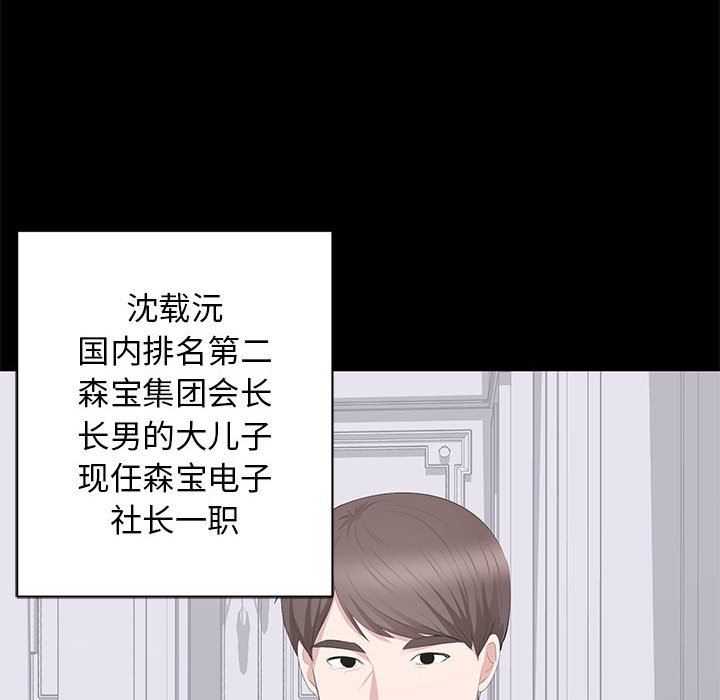 沈载沅
国内排名第二
森宝集团会长
长男的大儿子
现任森宝电子
社长一职